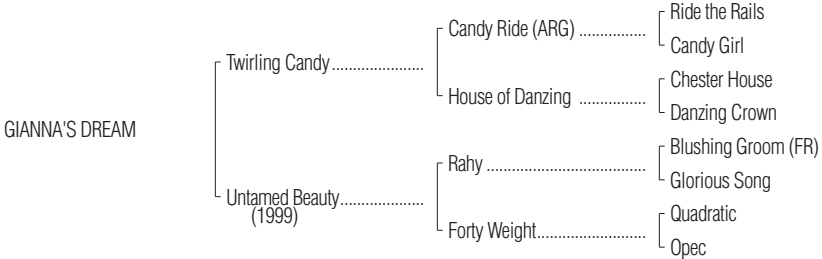 Ride the Rails
Candy Ride (ARG) ................
Candy Girl
Twirling Candy ......................
Chester House
House of Danzing ................
Danzing Crown
GIANNA'S DREAM
Blushing Groom (FR)
Rahy ......................................
Glorious Song
Untamed Beauty....................
(1999)
Quadratic
Forty Weight..........................
Opec